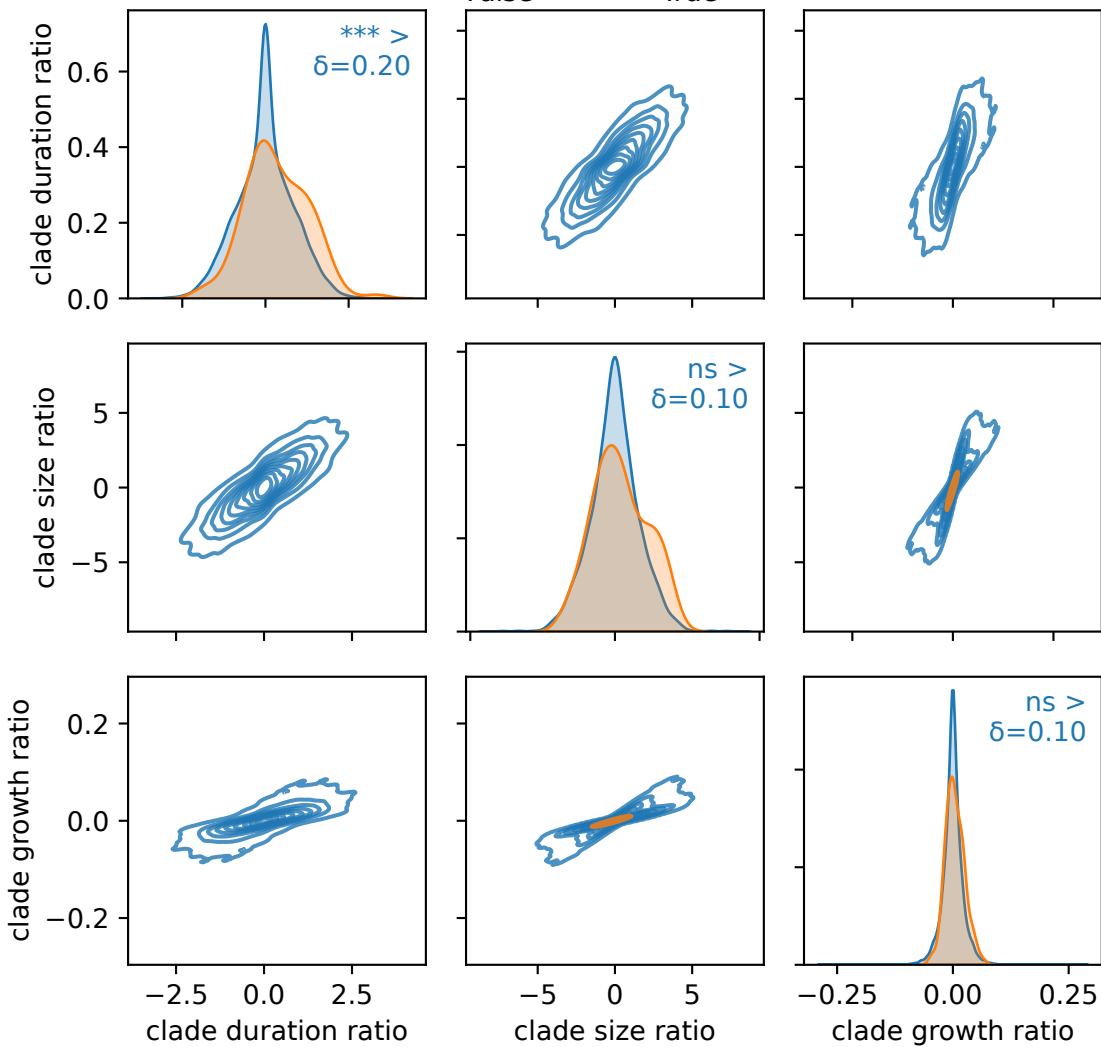 *** >
δ=0.20
ns >
δ=0.10
ns >
δ=0.10
clade duration ratio
0.6
0.4
0.2
0.0
clade size ratio
5
0
−5
clade growth ratio
0.2
0.0
−0.2
−2.5 0.0 2.5
−5 0 5
−0.25 0.00 0.25
clade duration ratio
clade size ratio
clade growth ratio